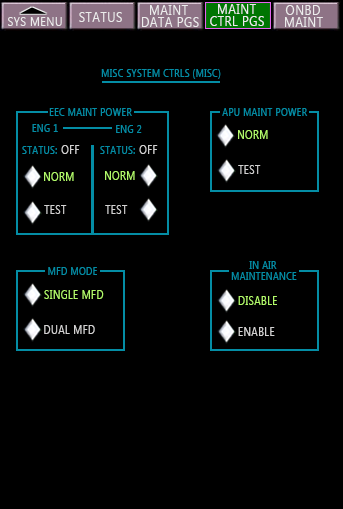 SYS MENU
STATUS
MAINT
DATA PGS
MAINT
CTRL PGS
ONBD
MAINT
MISC SYSTEM CTRLS (MISC)
EEC MAINT POWER
ENG 1
ENG 2
STATUS: OFF
STATUS: OFF
NORM
NORM
TEST
TEST
APU MAINT POWER
NORM
TEST
MFD MODE
SINGLE MFD
DUAL MFD
IN AIR
MAINTENANCE
DISABLE
ENABLE